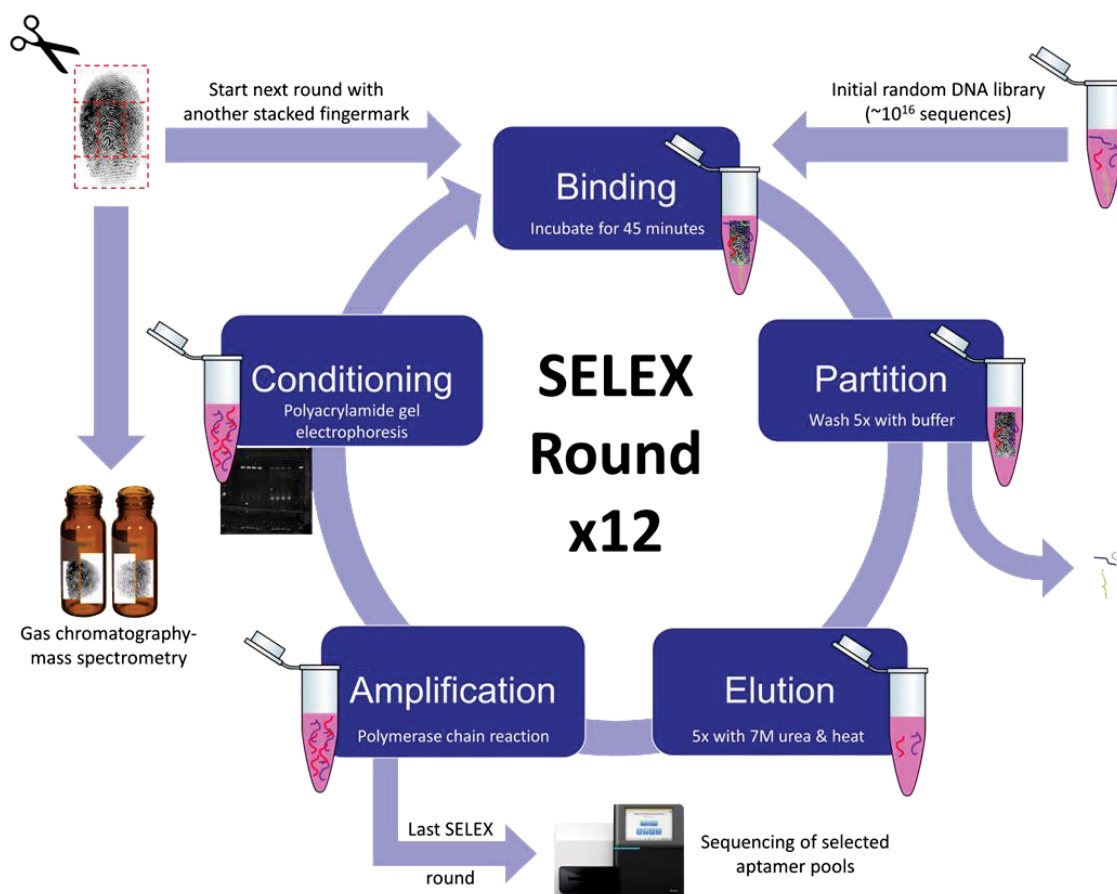 Start next round with
another stacked fingermark
Initial random DNA library
(~10¹⁶ sequences)
Binding
Incubate for 45 minutes
Conditioning
Polyacrylamide gel
electrophoresis
SELEX
Round
x12
Partition
Wash 5x with buffer
Gas chromatography-
mass spectrometry
Amplification
Polymerase chain reaction
Elution
5x with 7M urea & heat
Last SELEX
round
Sequencing of selected
aptamer pools